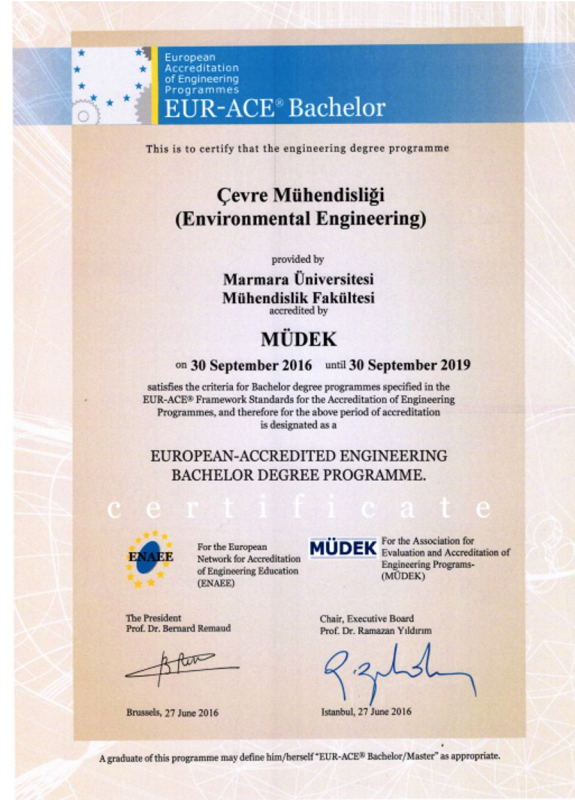 European
Accreditation
of Engineering
Programmes
EUR-ACE® Bachelor
This is to certify that the engineering degree programme
Çevre Mühendisliği
(Environmental Engineering)
provided by
Marmara Üniversitesi
Mühendislik Fakültesi
accredited by
MÜDEK
on 30 September 2016 until 30 September 2019
satisfies the criteria for Bachelor degree programmes specified in the
EUR-ACE® Framework Standards for the Accreditation of Engineering
Programmes, and therefore for the above period of accreditation
is designated as a
EUROPEAN-ACCREDITED ENGINEERING
BACHELOR DEGREE PROGRAMME.
certificate
ENAEE
For the European
Network for Accreditation
of Engineering Education
(ENAEE)
MÜDEK
For the Association for
Evaluation and Accreditation of
Engineering Programs-
(MÜDEK)
The President
Prof. Dr. Bernard Remaud
Brussels, 27 June 2016
Chair, Executive Board
Prof. Dr. Ramazan Yıldırım
Istanbul, 27 June 2016
A graduate of this programme may define him/herself "EUR-ACE® Bachelor/Master" as appropriate.